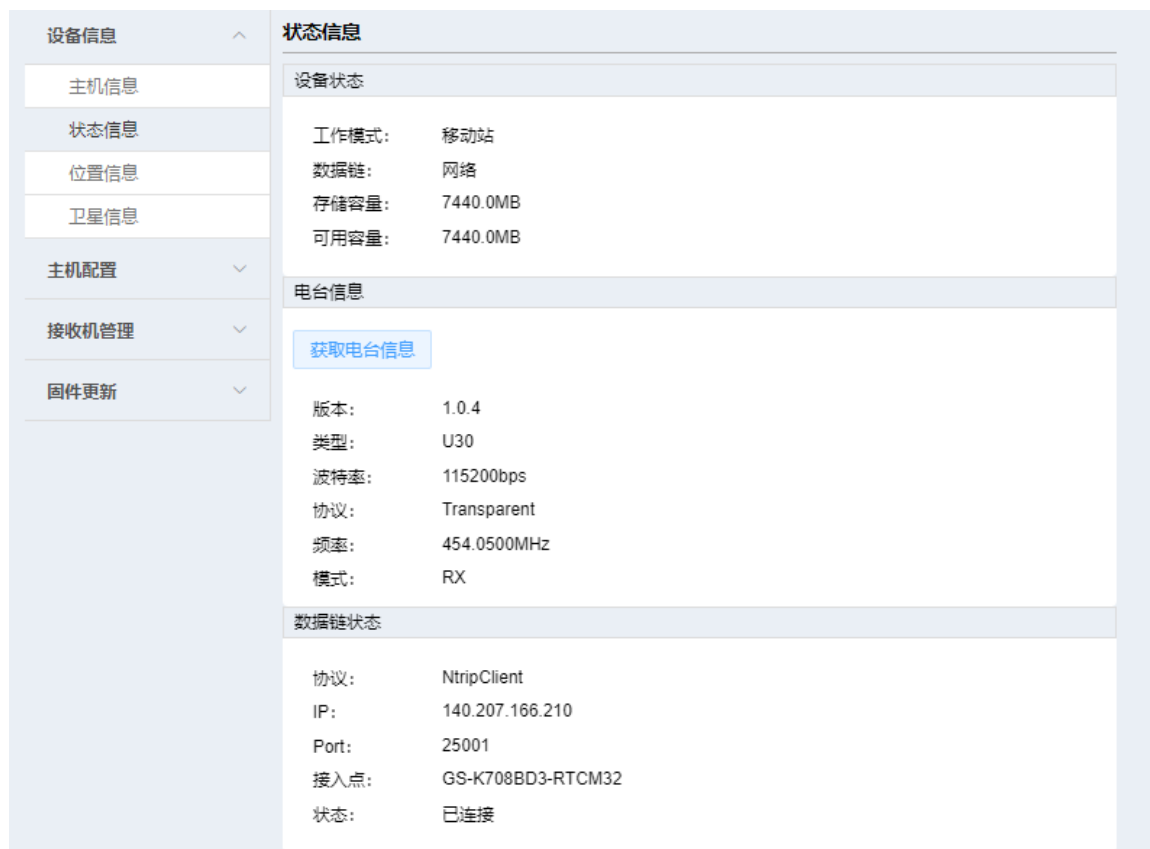 设备信息
主机信息
状态信息
位置信息
卫星信息
主机配置
接收机管理
固件更新
状态信息
设备状态
工作模式: 移动站
数据链: 网络
存储容量: 7440.0MB
可用容量: 7440.0MB
电台信息
获取电台信息
版本: 1.0.4
类型: U30
波特率: 115200bps
协议: Transparent
频率: 454.0500MHz
模式: RX
数据链状态
协议: NtripClient
IP: 140.207.166.210
Port: 25001
接入点: GS-K708BD3-RTCM32
状态: 已连接